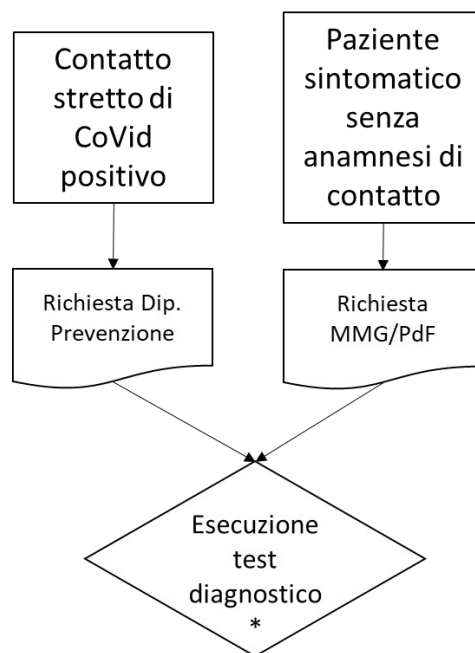 Contatto
stretto di
CoVid
positivo
Paziente
sintomatico
senza
anamnesi di
contatto
Richiesta Dip.
Prevenzione
Richiesta
MMG/PdF
Esecuzione
test
diagnostico
*